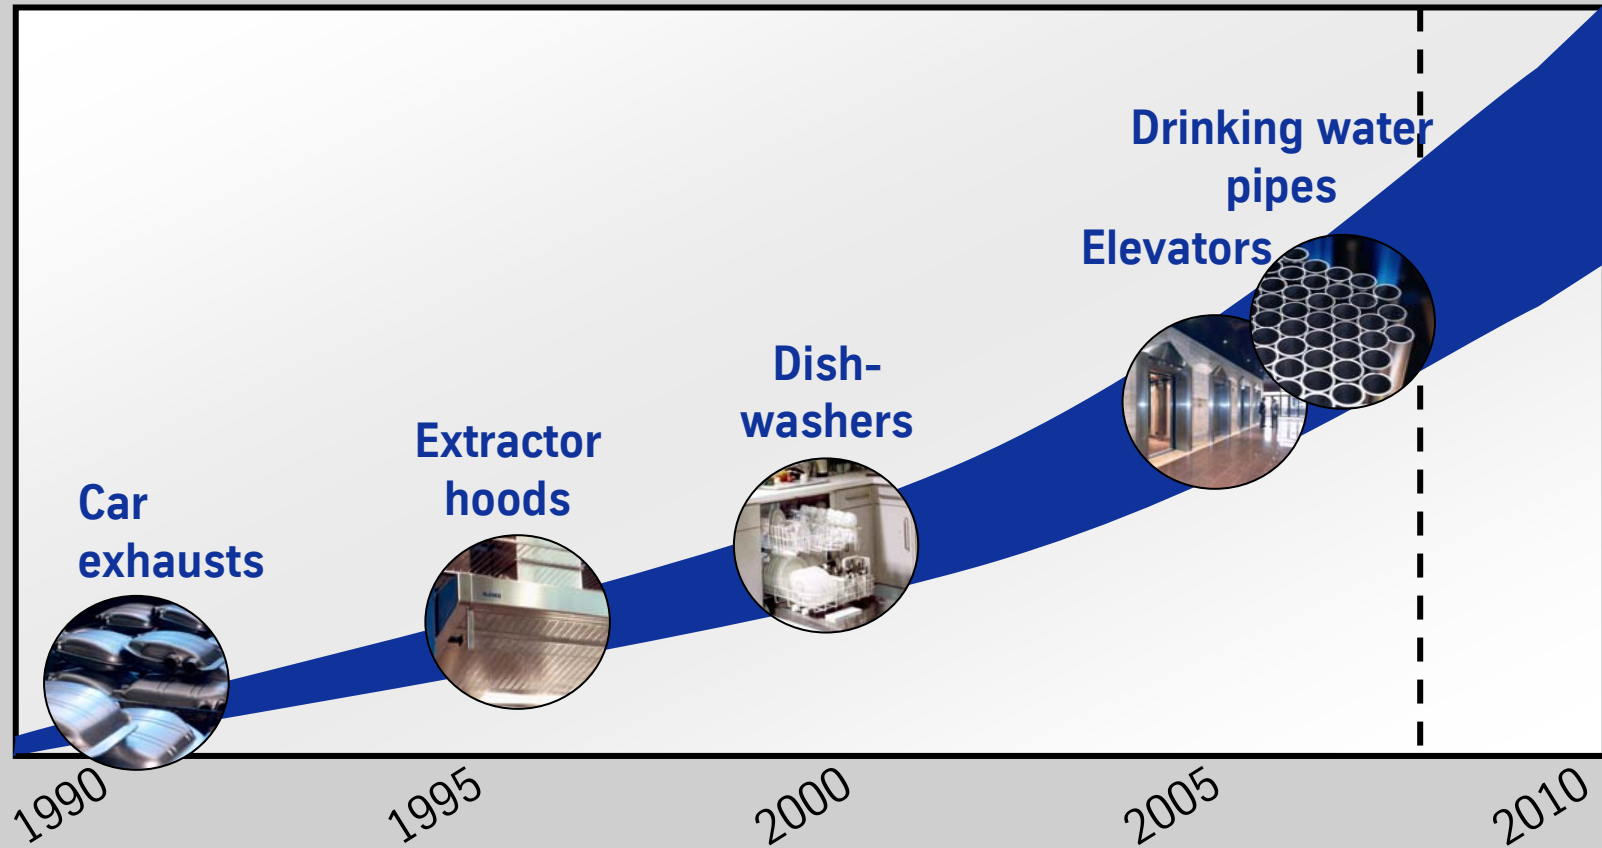 Drinking water
pipes
Elevators
Dish-
washers
Extractor
hoods
Car
exhausts
1990
1995
2000
2005
2010